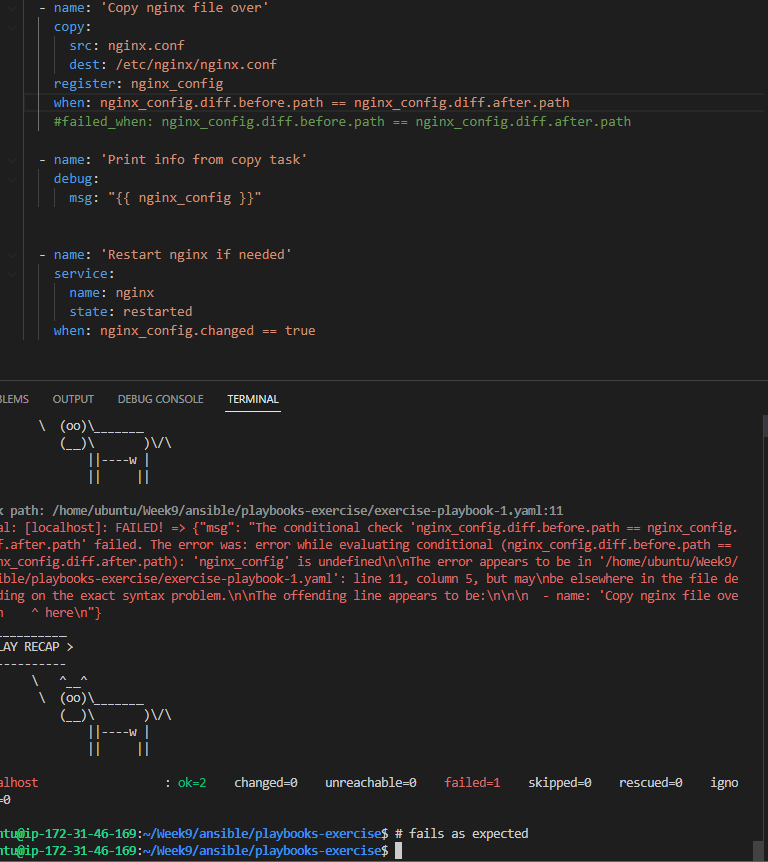 - name: 'Copy nginx file over'
copy:
src: nginx.conf
dest: /etc/nginx/nginx.conf
register: nginx_config
when: nginx_config.diff.before.path == nginx_config.diff.after.path
#failed_when: nginx_config.diff.before.path == nginx_config.diff.after.path
- name: 'Print info from copy task'
debug:
msg: "{{ nginx_config }}"
- name: 'Restart nginx if needed'
service:
name: nginx
state: restarted
when: nginx_config.changed == true
BLEMS OUTPUT DEBUG CONSOLE TERMINAL
\  (oo)\_______
(__)\       )\/\
||----w |
||     ||
k path: /home/ubuntu/Week9/ansible/playbooks-exercise/exercise-playbook-1.yaml:11
al: [localhost]: FAILED! => {"msg": "The conditional check 'nginx_config.diff.before.path == nginx_config.
f.after.path' failed. The error was: error while evaluating conditional (nginx_config.diff.before.path ==
nx_config.diff.after.path): 'nginx_config' is undefined\n\nThe error appears to be in '/home/ubuntu/Week9/
ible/playbooks-exercise/exercise-playbook-1.yaml': line 11, column 5, but may\nbe elsewhere in the file de
ding on the exact syntax problem.\n\nThe offending line appears to be:\n\n\n  - name: 'Copy nginx file ove
n    ^ here\n"}
__________
LAY RECAP >
----------
\   ^__^
\  (oo)\_______
(__)\       )\/\
||----w |
||     ||
alhost : ok=2 changed=0 unreachable=0 failed=1 skipped=0 rescued=0 igno
=0
ntu@ip-172-31-46-169:~/Week9/ansible/playbooks-exercise$ # fails as expected
ntu@ip-172-31-46-169:~/Week9/ansible/playbooks-exercise$